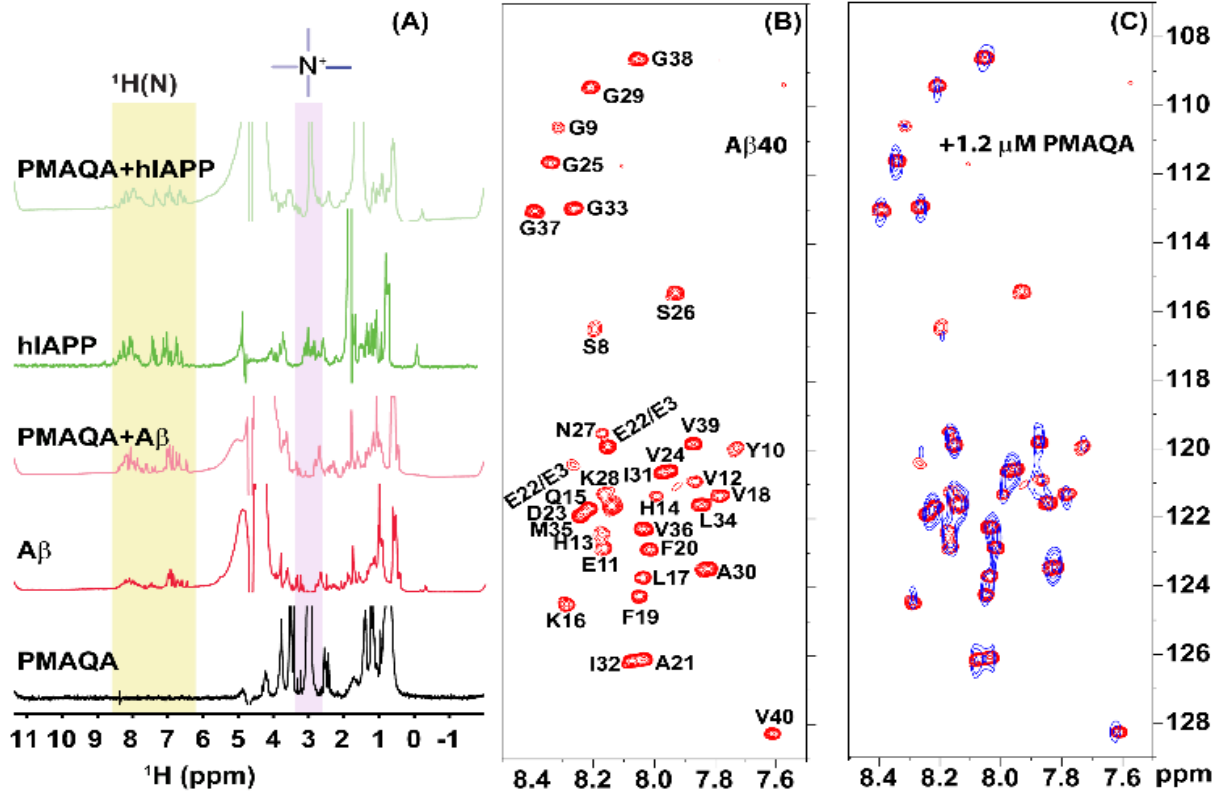 (A)
N⁺
¹H(N)
PMAQA+hIAPP
hIAPP
PMAQA+Aβ
Aβ
PMAQA
11 10 9 8 7 6 5 4 3 2 1 0 -1
¹H (ppm)
(B)
G38
G29
G9
Aβ40
G25
G33
G37
S26
S8
N27
E22/E3
V39
Y10
V24
I31
E22/E3
K28
V12
Q15
V18
H14
D23
L34
M35
V36
H13
F20
E11
A30
L17
K16
F19
I32
A21
V40
8.4 8.2 8.0 7.8 7.6
(C)
+1.2 μM PMAQA
108
110
112
114
116
118
120
122
124
126
128
8.4 8.2 8.0 7.8 7.6 ppm